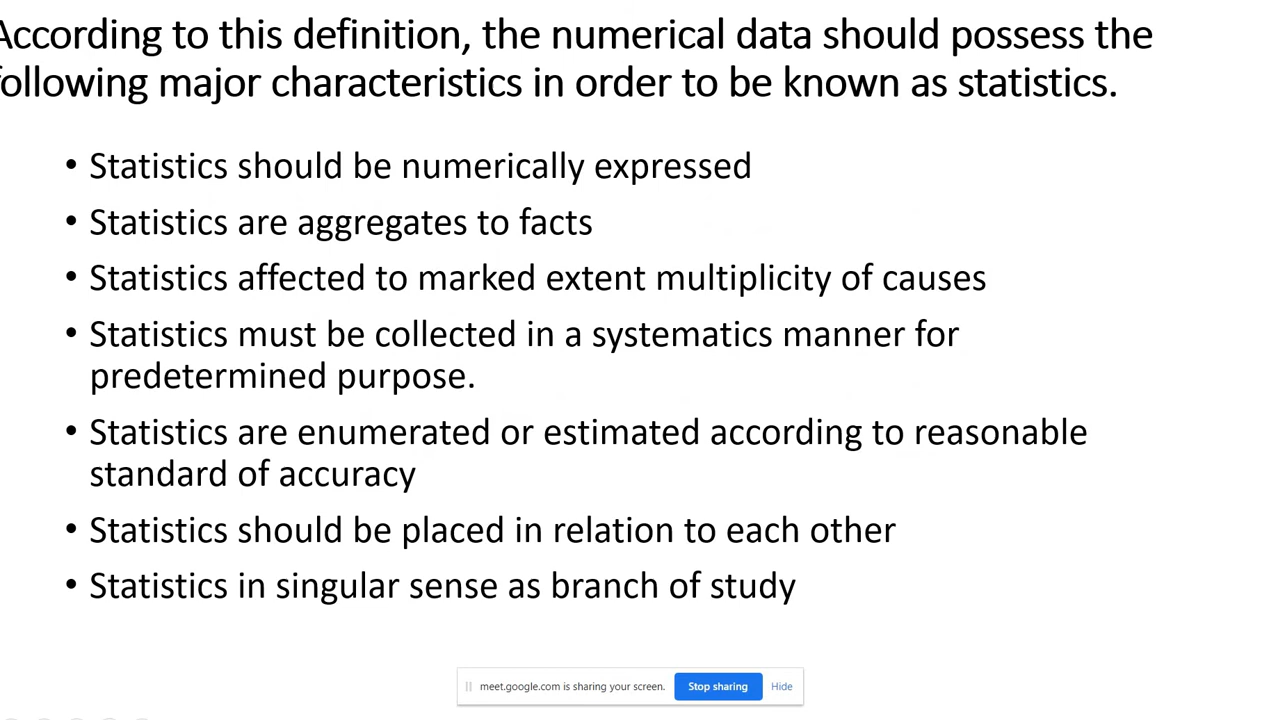 According to this definition, the numerical data should possess the
following major characteristics in order to be known as statistics.
• Statistics should be numerically expressed
• Statistics are aggregates to facts
• Statistics affected to marked extent multiplicity of causes
• Statistics must be collected in a systematics manner for
predetermined purpose.
• Statistics are enumerated or estimated according to reasonable
standard of accuracy
• Statistics should be placed in relation to each other
• Statistics in singular sense as branch of study
meet.google.com is sharing your screen. Stop sharing Hide